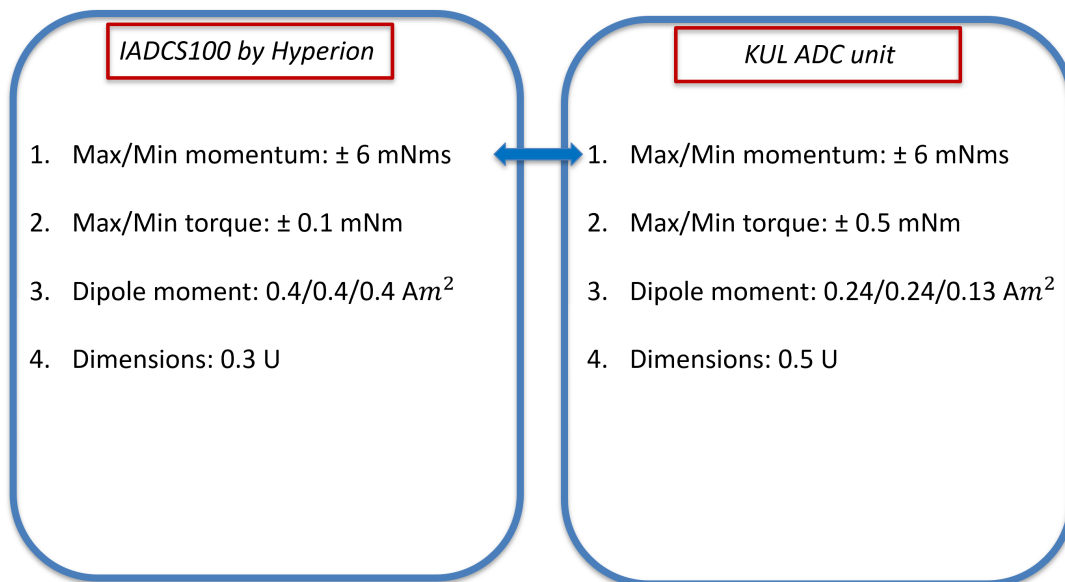 IADCS100 by Hyperion
1. Max/Min momentum: ± 6 mNms
2. Max/Min torque: ± 0.1 mNm
3. Dipole moment: 0.4/0.4/0.4 A𝑚²
4. Dimensions: 0.3 U
KUL ADC unit
1. Max/Min momentum: ± 6 mNms
2. Max/Min torque: ± 0.5 mNm
3. Dipole moment: 0.24/0.24/0.13 A𝑚²
4. Dimensions: 0.5 U